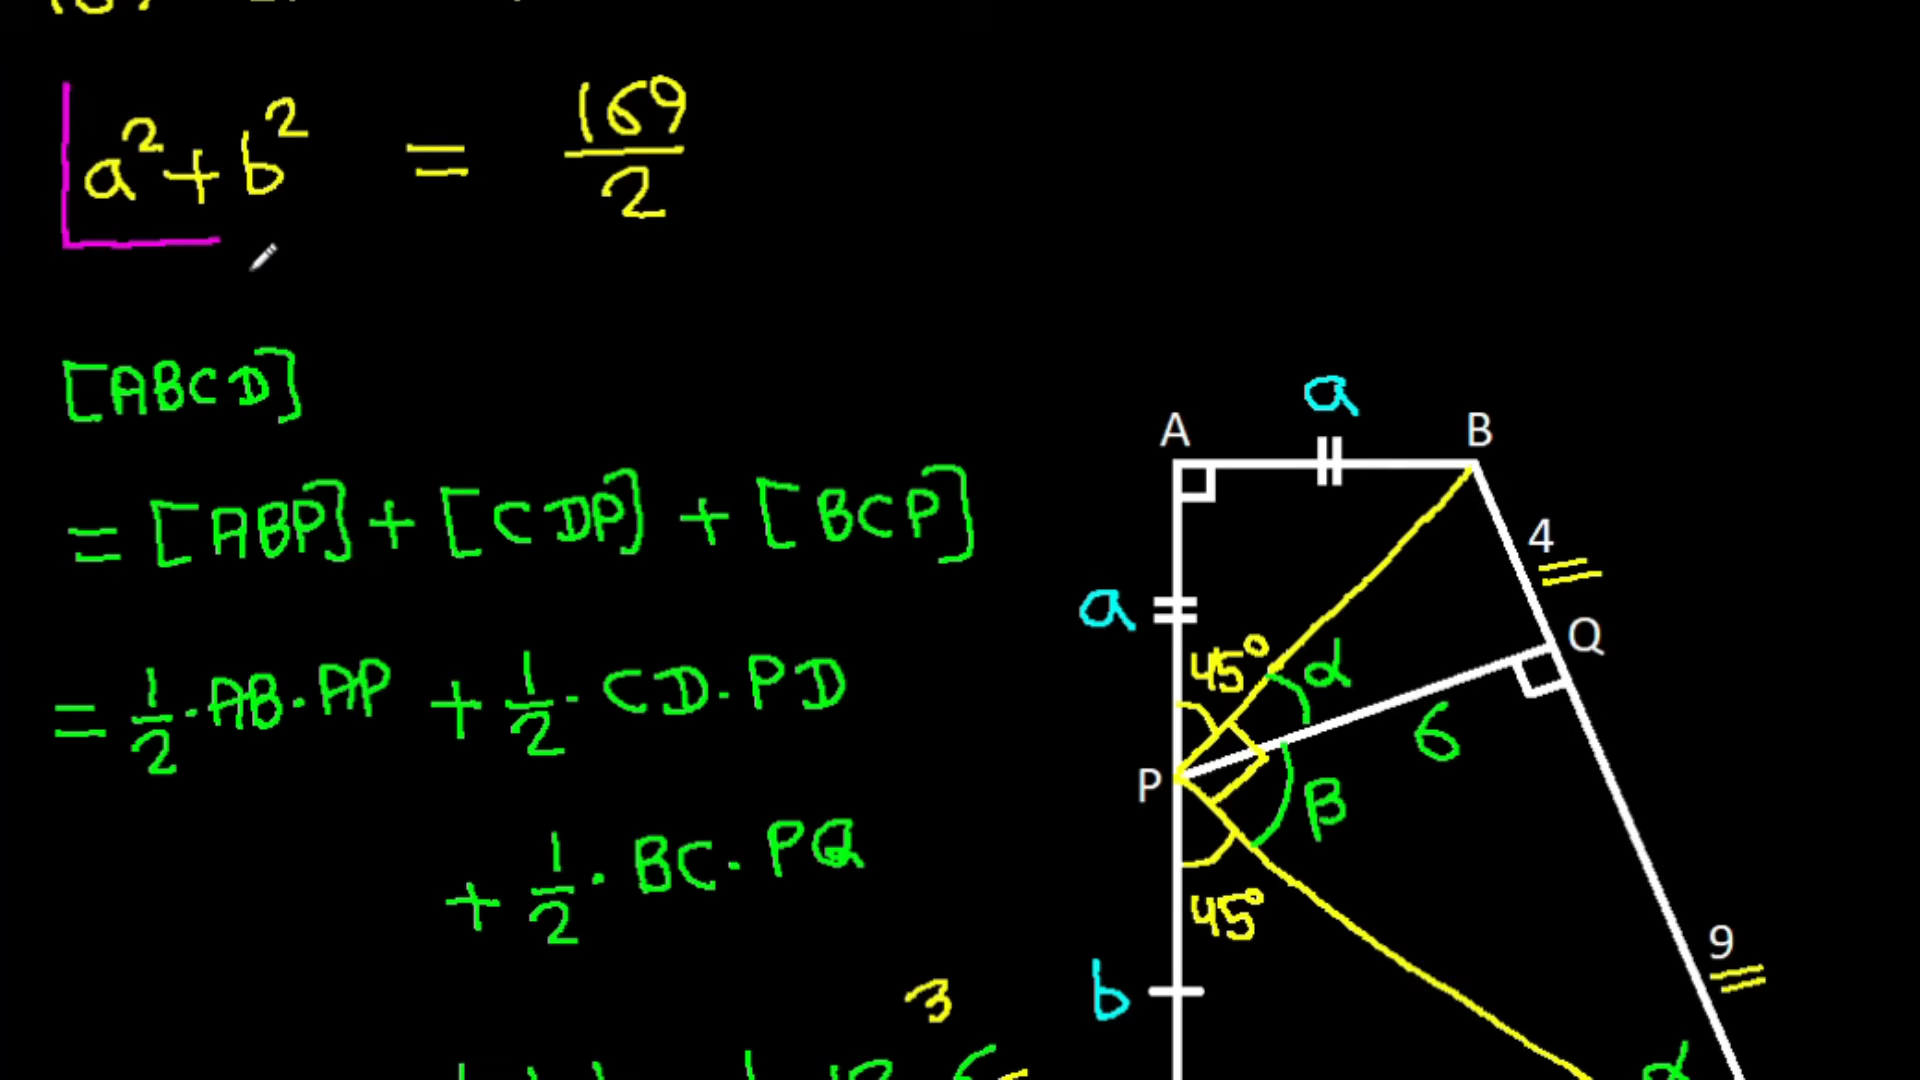 a² + b² = 169/2
[ABCD]
= [ABP] + [CDP] + [BCP]
= 1/2 · AB · AP + 1/2 · CD · PD
+ 1/2 · BC · PQ
3
a
A B
4
a
Q
45° α
6
P
β
45°
9
b
α